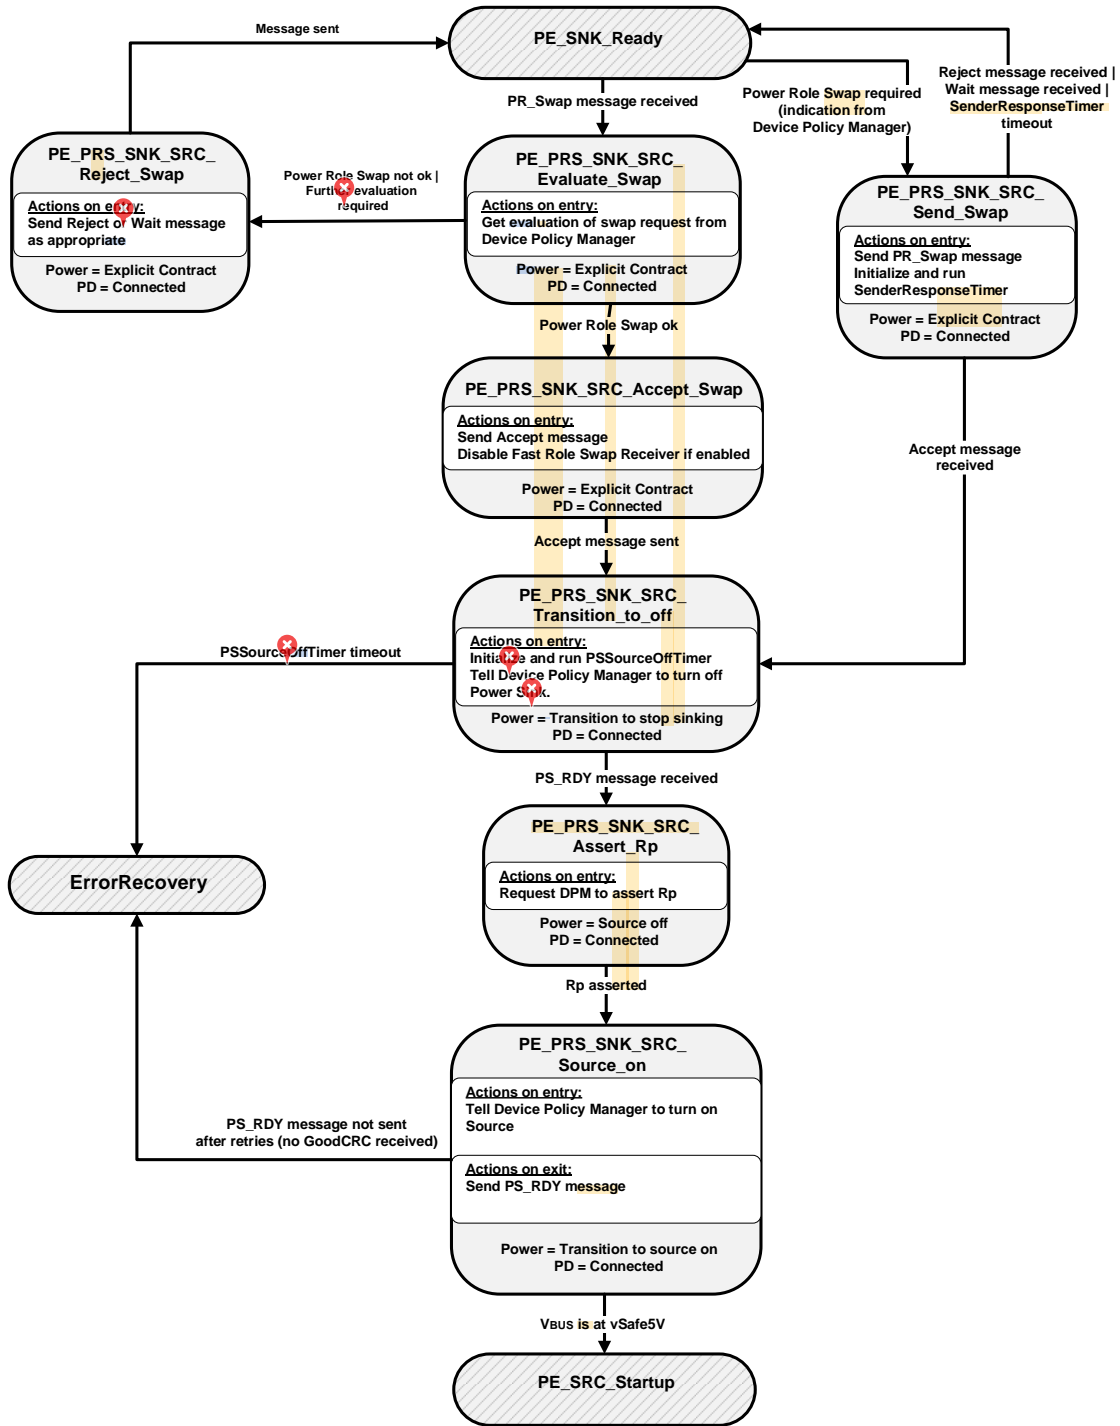 PE_SNK_Ready
Message sent
PR_Swap message received
Power Role Swap required
(indication from
Device Policy Manager)
Reject message received |
Wait message received |
SenderResponseTimer
timeout
PE_PRS_SNK_SRC_
Reject_Swap
Actions on entry:
Send Reject or Wait message
as appropriate
Power = Explicit Contract
PD = Connected
Power Role Swap not ok |
Further evaluation
required
PE_PRS_SNK_SRC_
Evaluate_Swap
Actions on entry:
Get evaluation of swap request from
Device Policy Manager
Power = Explicit Contract
PD = Connected
PE_PRS_SNK_SRC_
Send_Swap
Actions on entry:
Send PR_Swap message
Initialize and run
SenderResponseTimer
Power = Explicit Contract
PD = Connected
Power Role Swap ok
PE_PRS_SNK_SRC_Accept_Swap
Actions on entry:
Send Accept message
Disable Fast Role Swap Receiver if enabled
Power = Explicit Contract
PD = Connected
Accept message
received
Accept message sent
PE_PRS_SNK_SRC_
Transition_to_off
Actions on entry:
Initialize and run PSSourceOffTimer
Tell Device Policy Manager to turn off
Power Sink.
Power = Transition to stop sinking
PD = Connected
PSSourceOffTimer timeout
PS_RDY message received
PE_PRS_SNK_SRC_
Assert_Rp
Actions on entry:
Request DPM to assert Rp
Power = Source off
PD = Connected
ErrorRecovery
Rp asserted
PE_PRS_SNK_SRC_
Source_on
Actions on entry:
Tell Device Policy Manager to turn on
Source
Actions on exit:
Send PS_RDY message
Power = Transition to source on
PD = Connected
PS_RDY message not sent
after retries (no GoodCRC received)
VBUS is at vSafe5V
PE_SRC_Startup